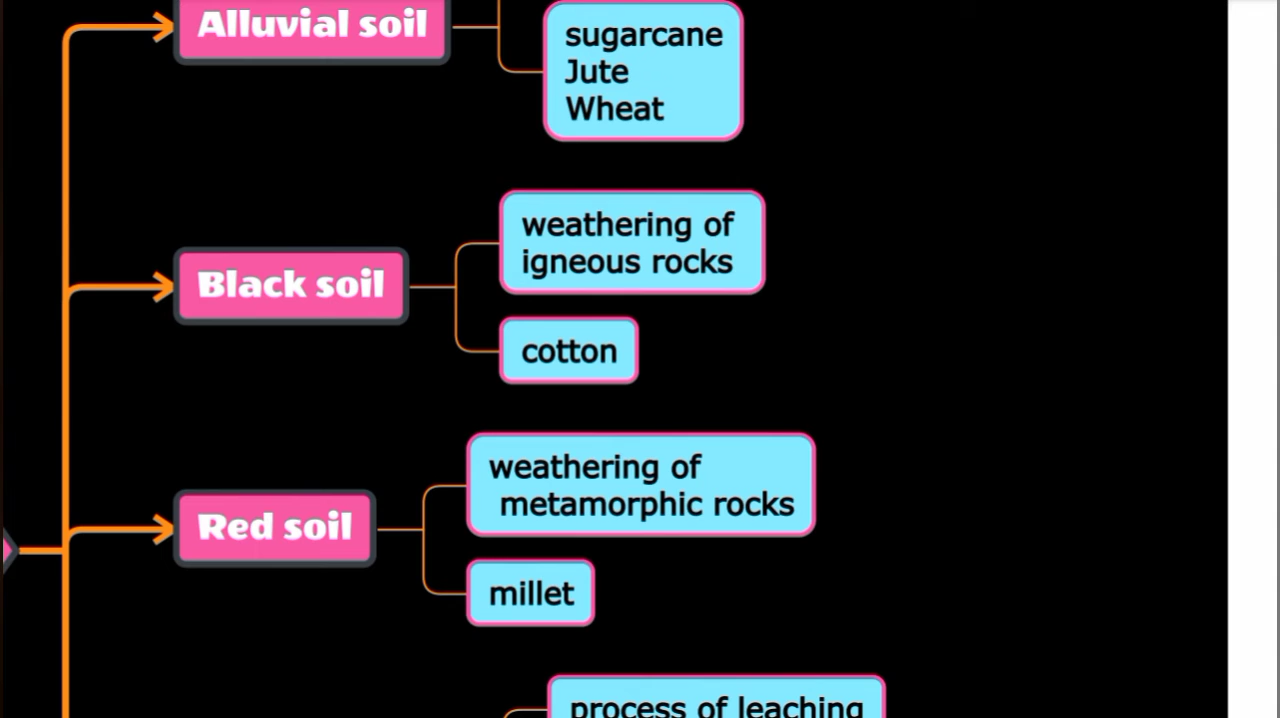 Alluvial soil
sugarcane
Jute
Wheat
Black soil
weathering of
igneous rocks
cotton
Red soil
weathering of
metamorphic rocks
millet
process of leaching